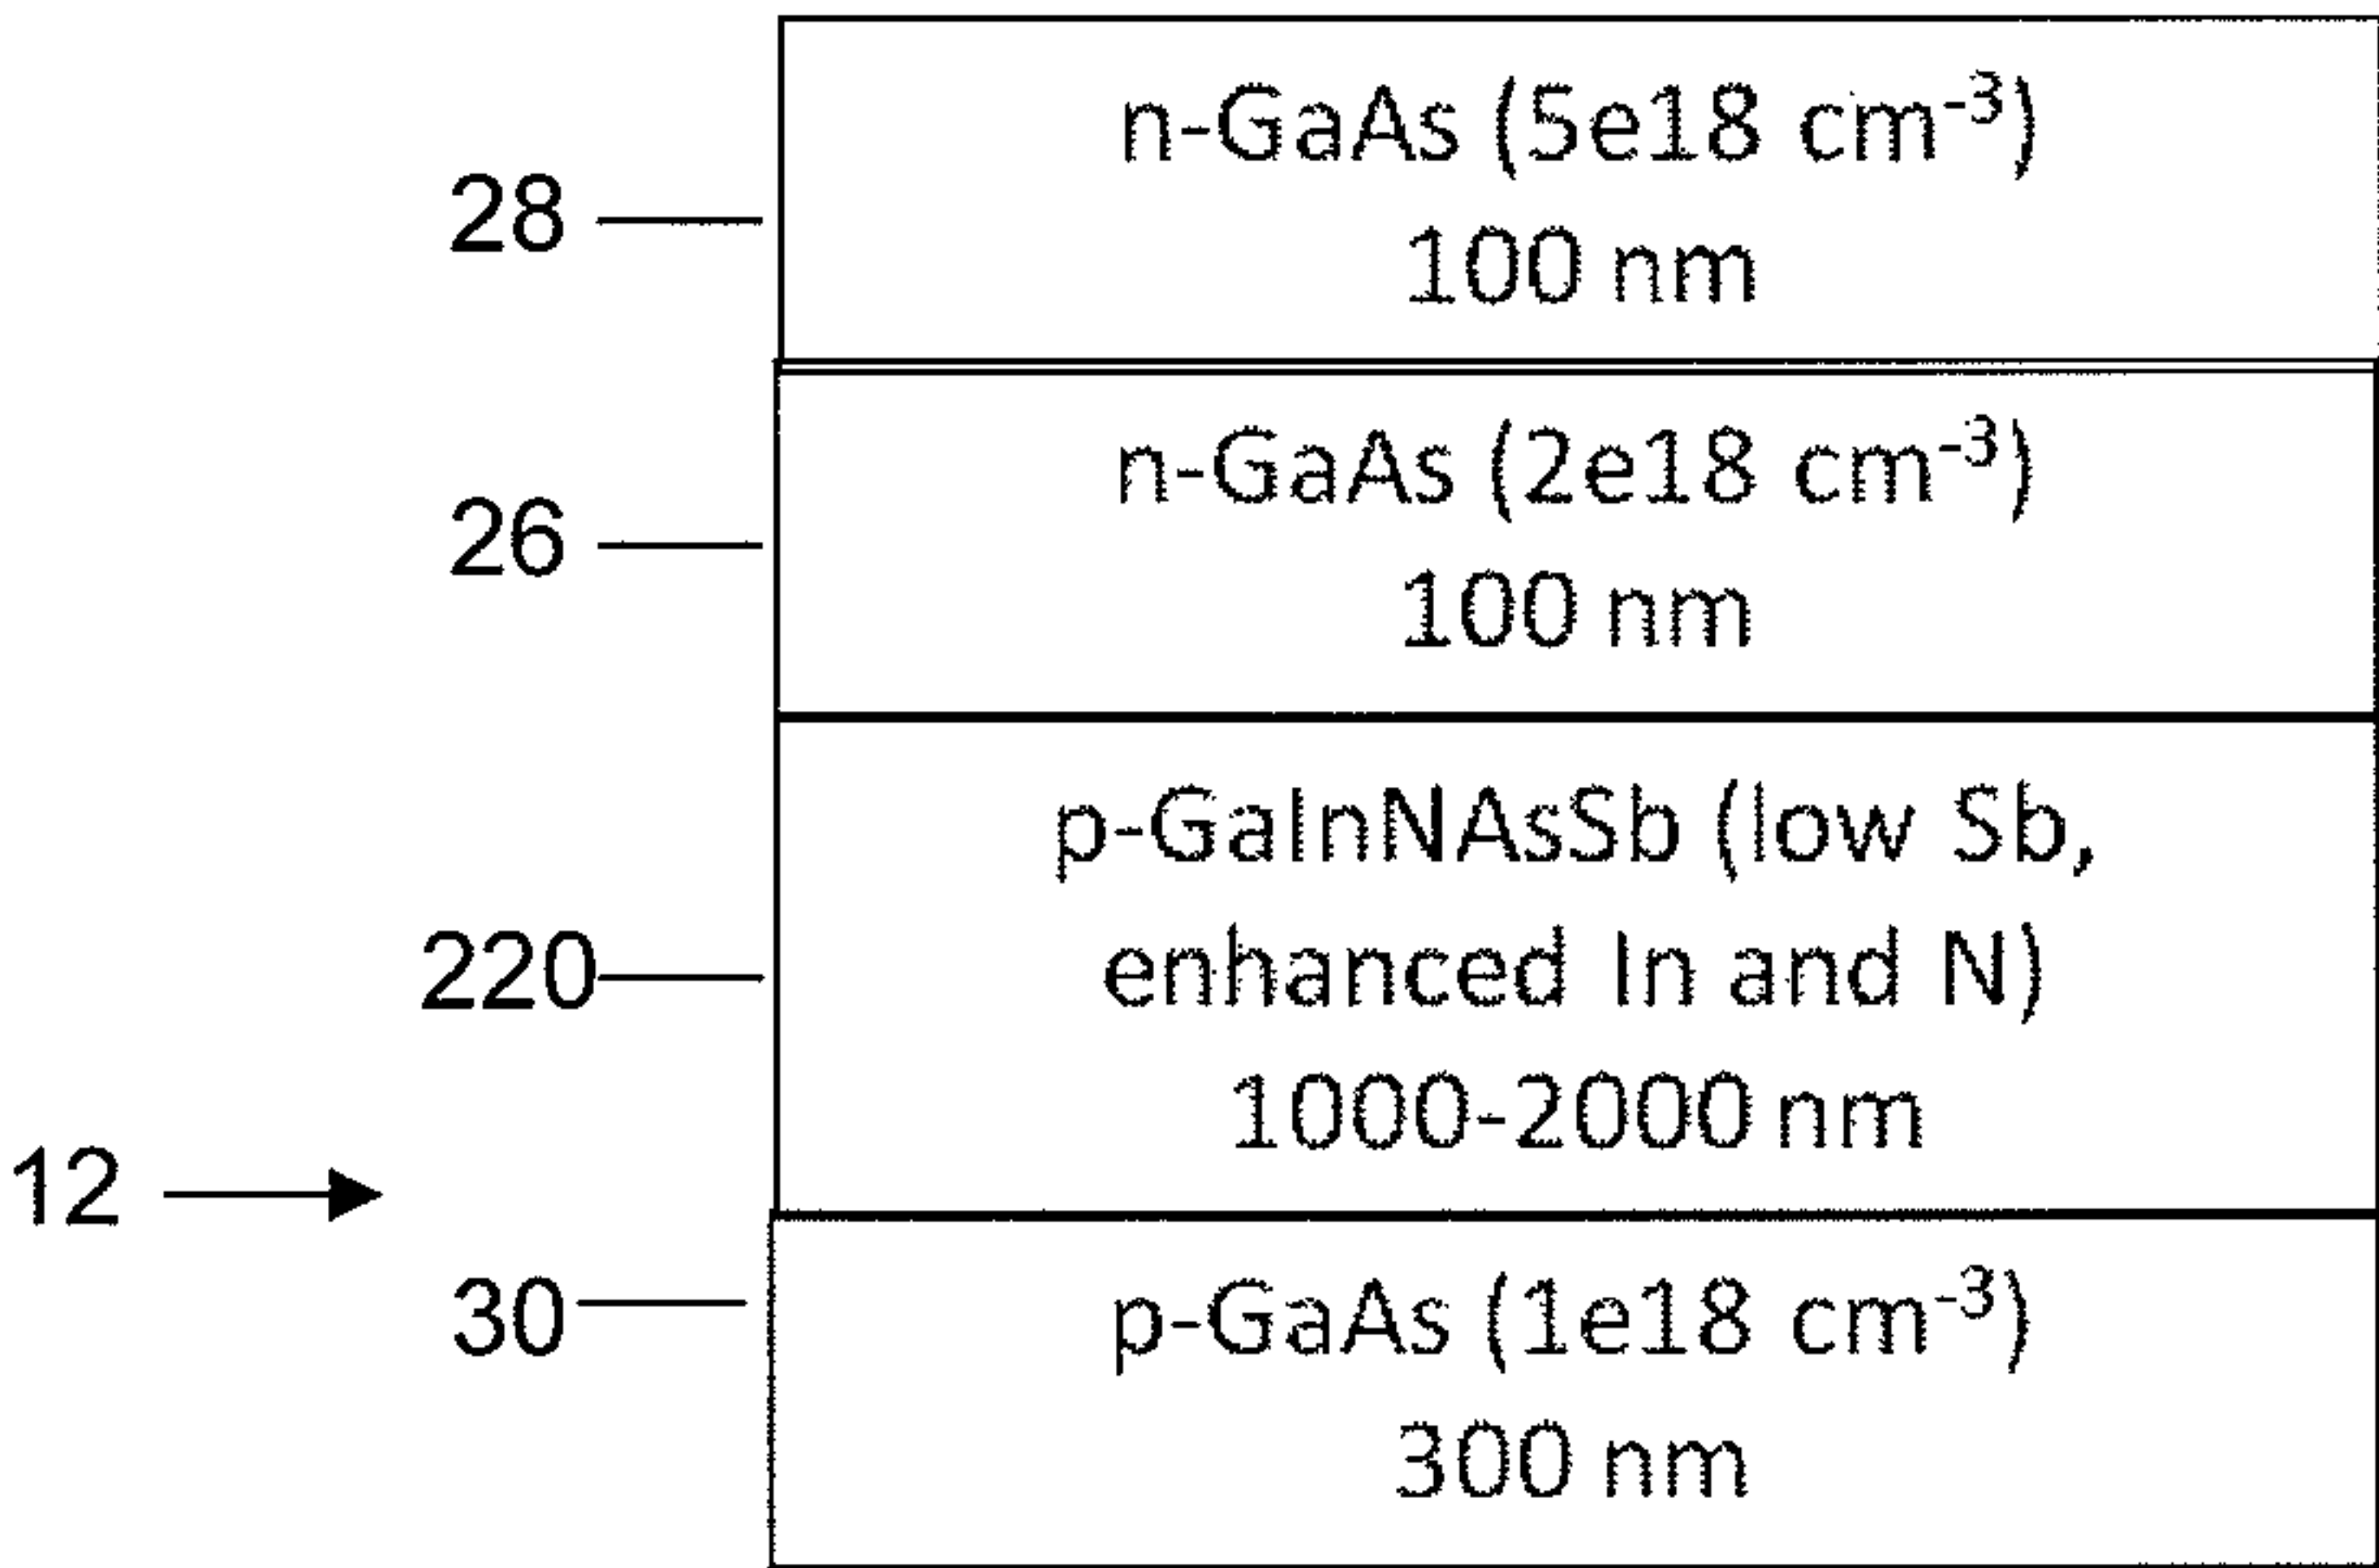 n-GaAs (5e18 cm⁻³)
28
100 nm
n-GaAs (2e18 cm⁻³)
26
100 nm
p-GaInNAsSb (low Sb,
220
enhanced In and N)
1000-2000 nm
12
30
p-GaAs (1e18 cm⁻³)
300 nm